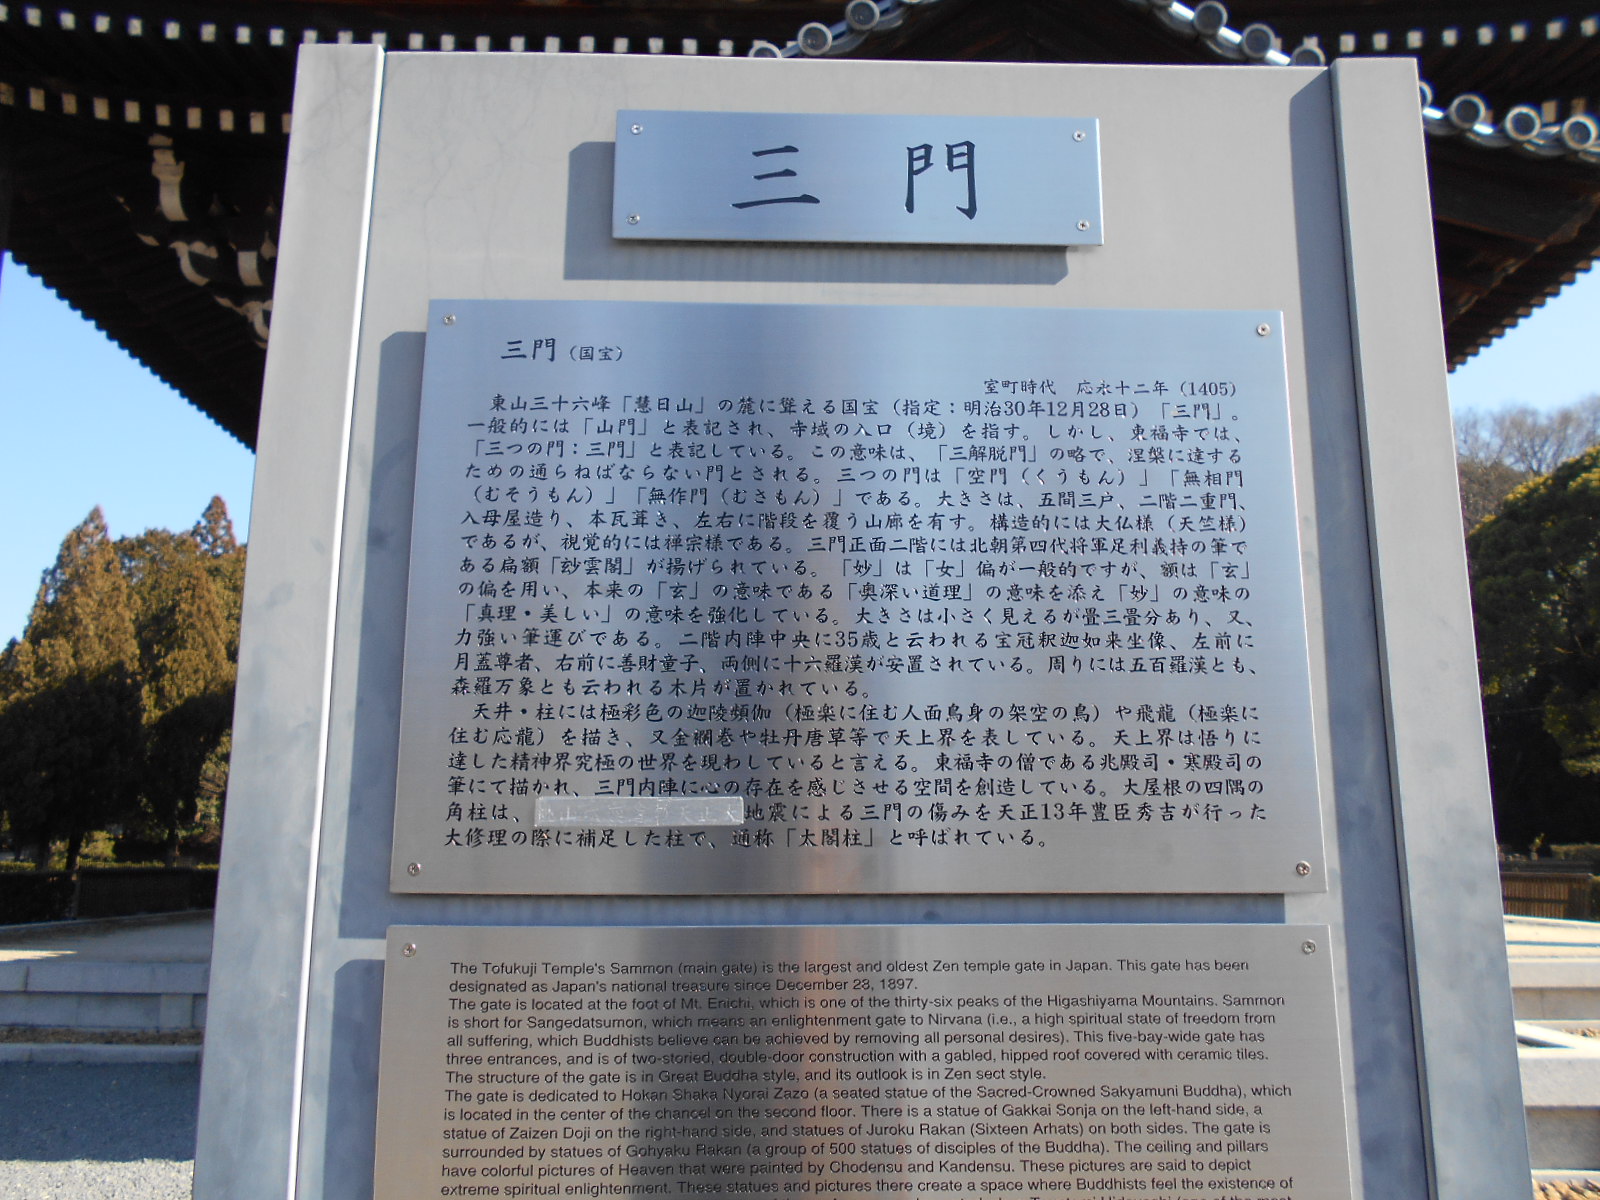 三門
三門（国宝）
室町時代　応永十二年（1405）
東山三十六峰「慧日山」の麓に聳える国宝（指定：明治30年12月28日）「三門」。
一般的には「山門」と表記され、寺域の入口（境）を指す。しかし、東福寺では、
「三つの門：三門」と表記している。この意味は、「三解脱門」の略で、涅槃に達する
ための通らねばならない門とされる。三つの門は「空門（くうもん）」「無相門
（むそうもん）」「無作門（むさもん）」である。大きさは、五間三戸、二階二重門、
入母屋造り、本瓦葺き、左右に階段を覆う山廊を有す。構造的には大仏様（天竺様）
であるが、視覚的には禅宗様である。三門正面二階には北朝第四代将軍足利義持の筆で
ある扁額「玅雲閣」が揚げられている。「妙」は「女」偏が一般的ですが、額は「玄」
の偏を用い、本来の「玄」の意味である「奥深い道理」の意味を添え「妙」の意味の
「真理・美しい」の意味を強化している。大きさは小さく見えるが畳三畳分あり、又、
力強い筆運びである。二階内陣中央に35歳と云われる宝冠釈迦如来坐像、左前に
月蓋尊者、右前に善財童子、両側に十六羅漢が安置されている。周りには五百羅漢とも、
森羅万象とも云われる木片が置かれている。
天井・柱には極彩色の迦陵頻伽（極楽に住む人面鳥身の架空の鳥）や飛龍（極楽に
住む応龍）を描き、又金襴巻や牡丹唐草等で天上界を表している。天上界は悟りに
達した精神界究極の世界を現わしていると言える。東福寺の僧である兆殿司・寒殿司の
筆にて描かれ、三門内陣に心の存在を感じさせる空間を創造している。大屋根の四隅の
角柱は、地震による三門の傷みを天正13年豊臣秀吉が行った
大修理の際に補足した柱で、通称「太閤柱」と呼ばれている。
The Tofukuji Temple's Sammon (main gate) is the largest and oldest Zen temple gate in Japan. This gate has been
designated as Japan's national treasure since December 28, 1897.
The gate is located at the foot of Mt. Enichi, which is one of the thirty-six peaks of the Higashiyama Mountains. Sammon
is short for Sangedatsumon, which means an enlightenment gate to Nirvana (i.e., a high spiritual state of freedom from
all suffering, which Buddhists believe can be achieved by removing all personal desires). This five-bay-wide gate has
three entrances, and is of two-storied, double-door construction with a gabled, hipped roof covered with ceramic tiles.
The structure of the gate is in Great Buddha style, and its outlook is in Zen sect style.
The gate is dedicated to Hokan Shaka Nyorai Zazo (a seated statue of the Sacred-Crowned Sakyamuni Buddha), which
is located in the center of the chancel on the second floor. There is a statue of Gakkai Sonja on the left-hand side, a
statue of Zaizen Doji on the right-hand side, and statues of Juroku Rakan (Sixteen Arhats) on both sides. The gate is
surrounded by statues of Gohyaku Rakan (a group of 500 statues of disciples of the Buddha). The ceiling and pillars
have colorful pictures of Heaven that were painted by Chodensu and Kandensu. These pictures are said to depict
extreme spiritual enlightenment. These statues and pictures there create a space where Buddhists feel the existence of